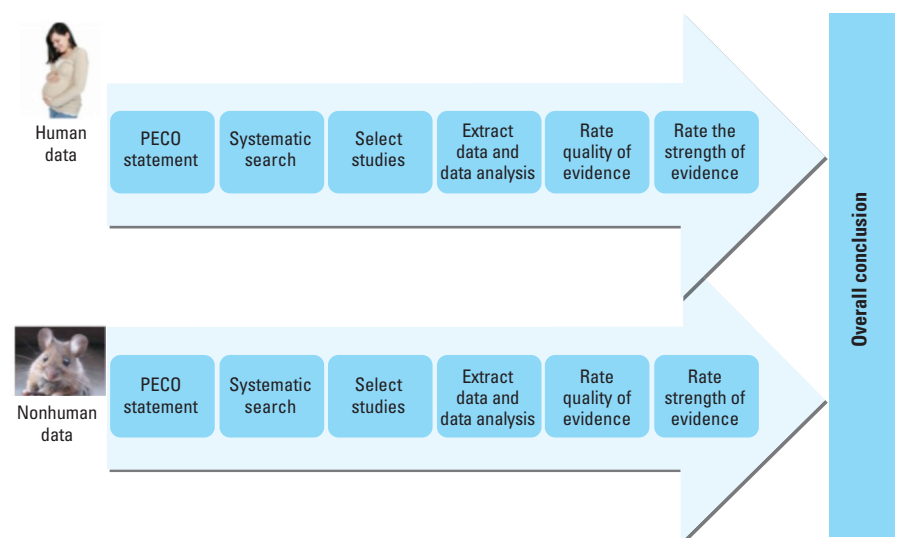 Human
data
PECO
statement
Systematic
search
Select
studies
Extract
data and
data analysis
Rate
quality of
evidence
Rate the
strength of
evidence
Nonhuman
data
PECO
statement
Systematic
search
Select
studies
Extract
data and
data analysis
Rate
quality of
evidence
Rate
strength of
evidence
Overall conclusion